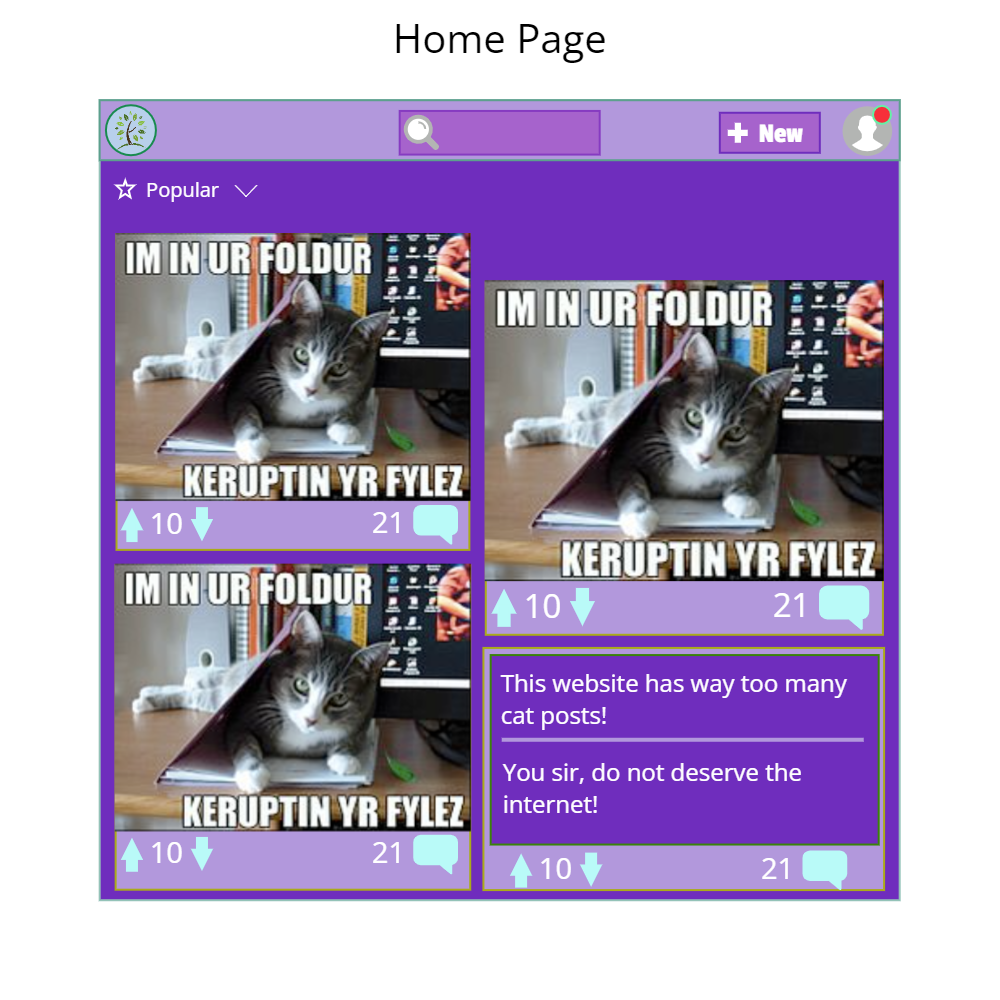 Home Page
New
Popular
IM IN UR FOLDUR
KERUPTIN YR FYLEZ
10 21
IM IN UR FOLDUR
KERUPTIN YR FYLEZ
10 21
IM IN UR FOLDUR
KERUPTIN YR FYLEZ
10 21
This website has way too many
cat posts!
You sir, do not deserve the
internet!
10 21